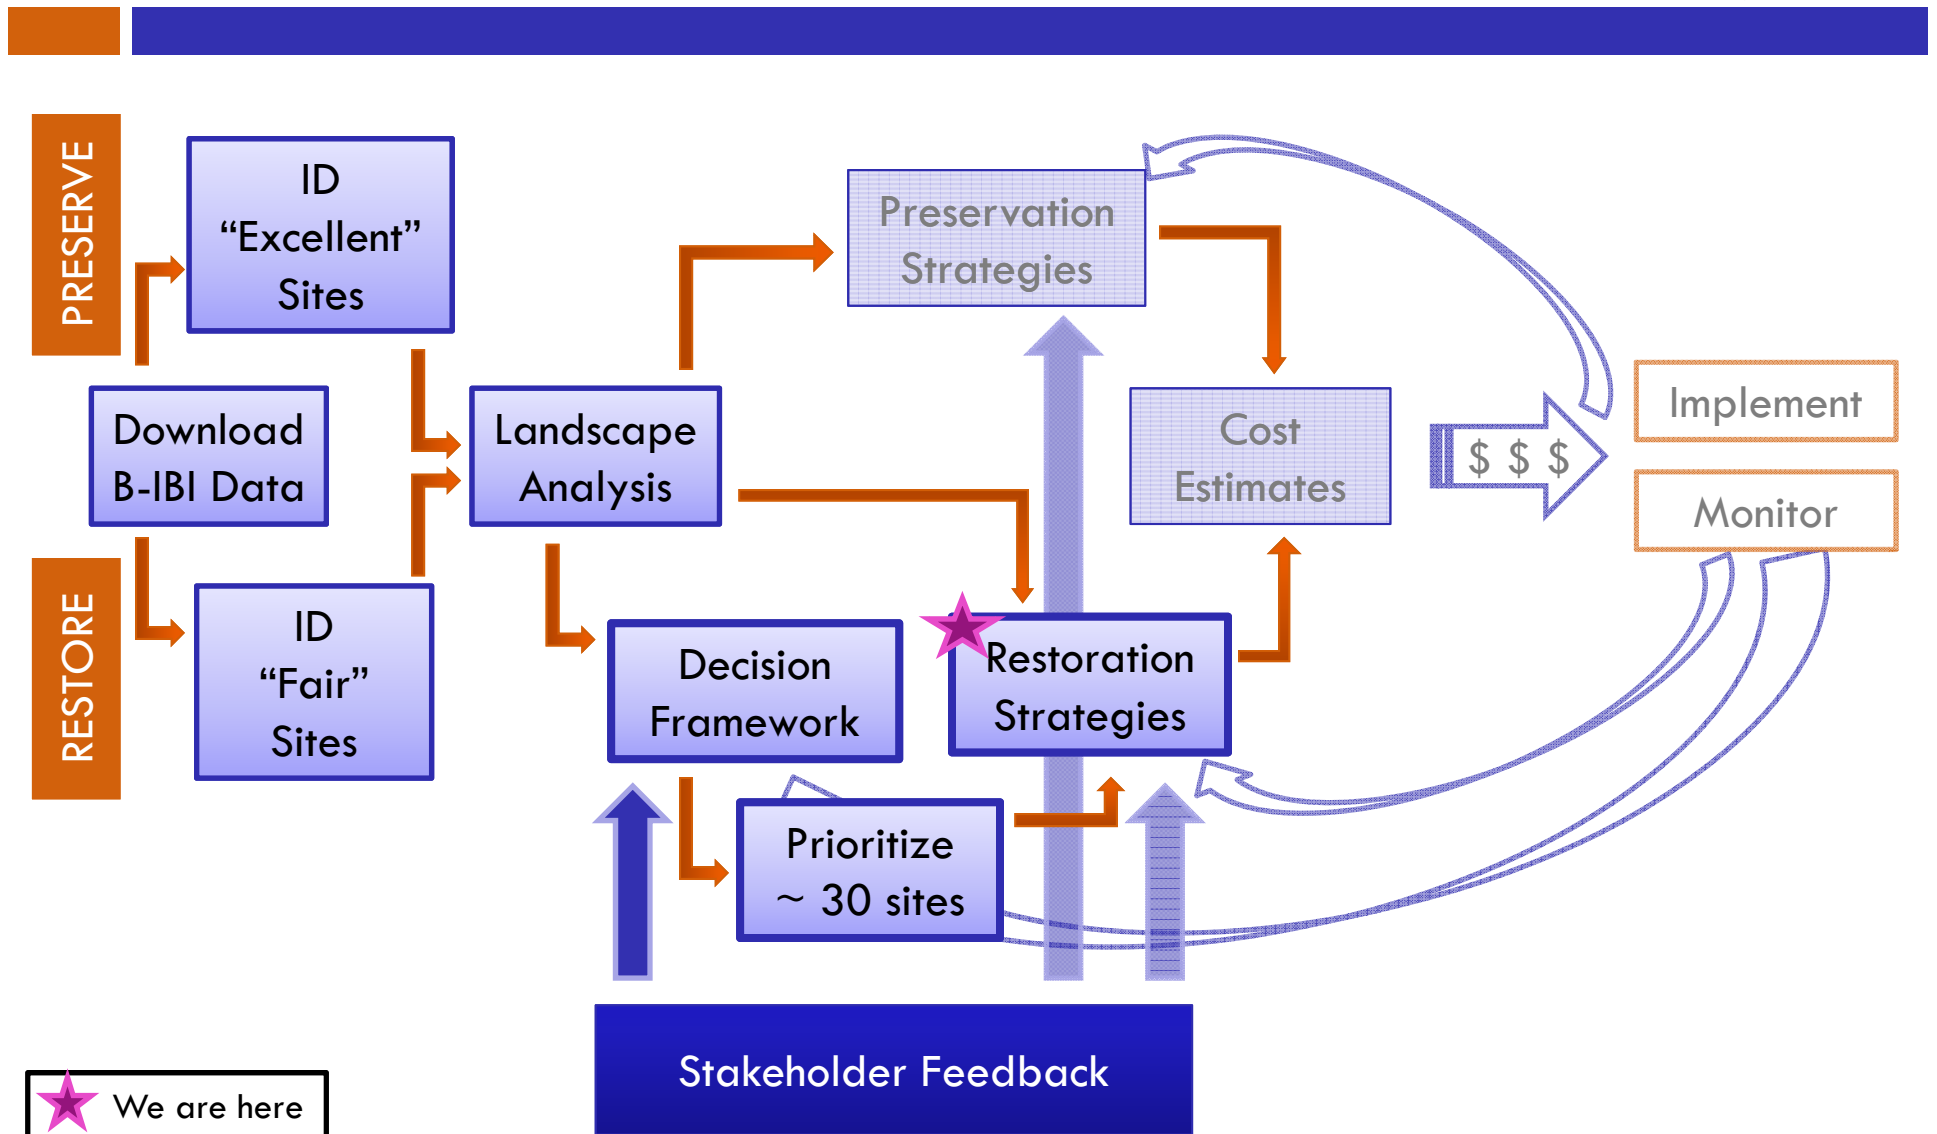 PRESERVE
ID
“Excellent”
Sites
Download
B-IBI Data
RESTORE
ID
“Fair”
Sites
Landscape
Analysis
Preservation
Strategies
Cost
Estimates
$ $ $
Implement
Monitor
Decision
Framework
Restoration
Strategies
Prioritize
~ 30 sites
Stakeholder Feedback
We are here